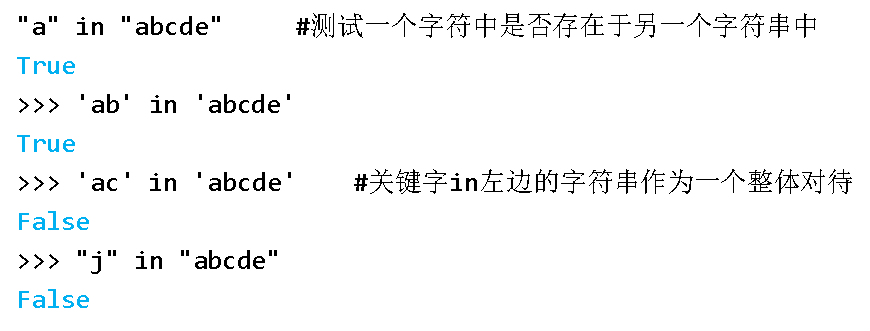 "a" in "abcde"     #测试一个字符中是否存在于另一个字符串中
True
>>> 'ab' in 'abcde'
True
>>> 'ac' in 'abcde'    #关键字in左边的字符串作为一个整体对待
False
>>> "j" in "abcde"
False